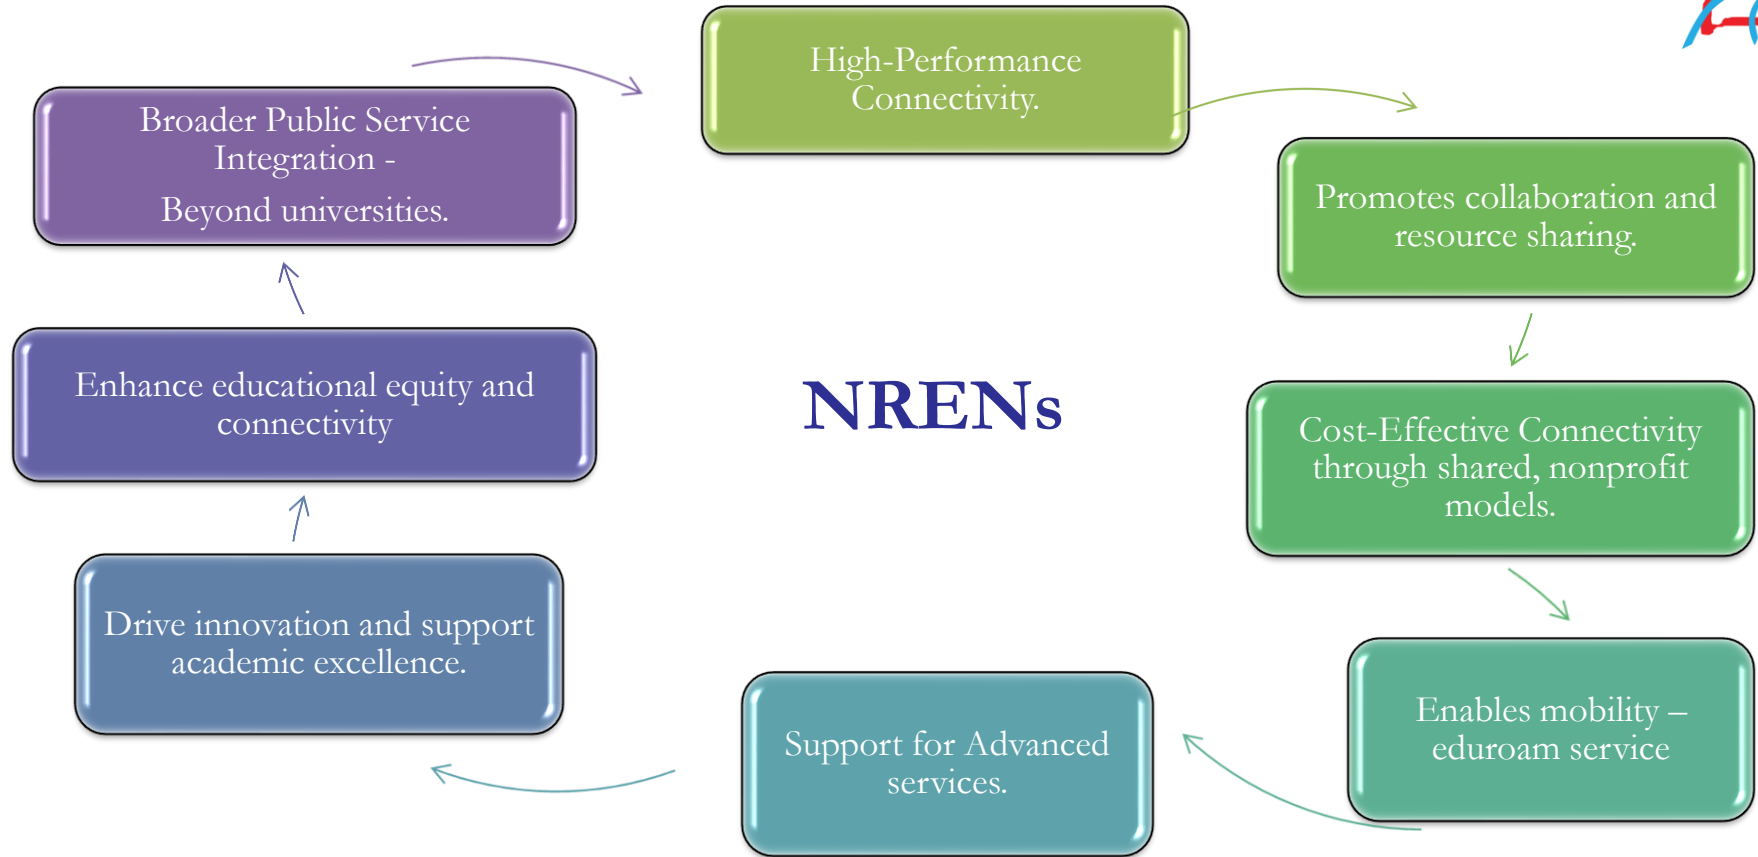 High-Performance
Connectivity.
Promotes collaboration and
resource sharing.
Cost-Effective Connectivity
through shared, nonprofit
models.
Enables mobility –
eduroam service
Support for Advanced
services.
Drive innovation and support
academic excellence.
Enhance educational equity and
connectivity
Broader Public Service
Integration -
Beyond universities.
NRENs